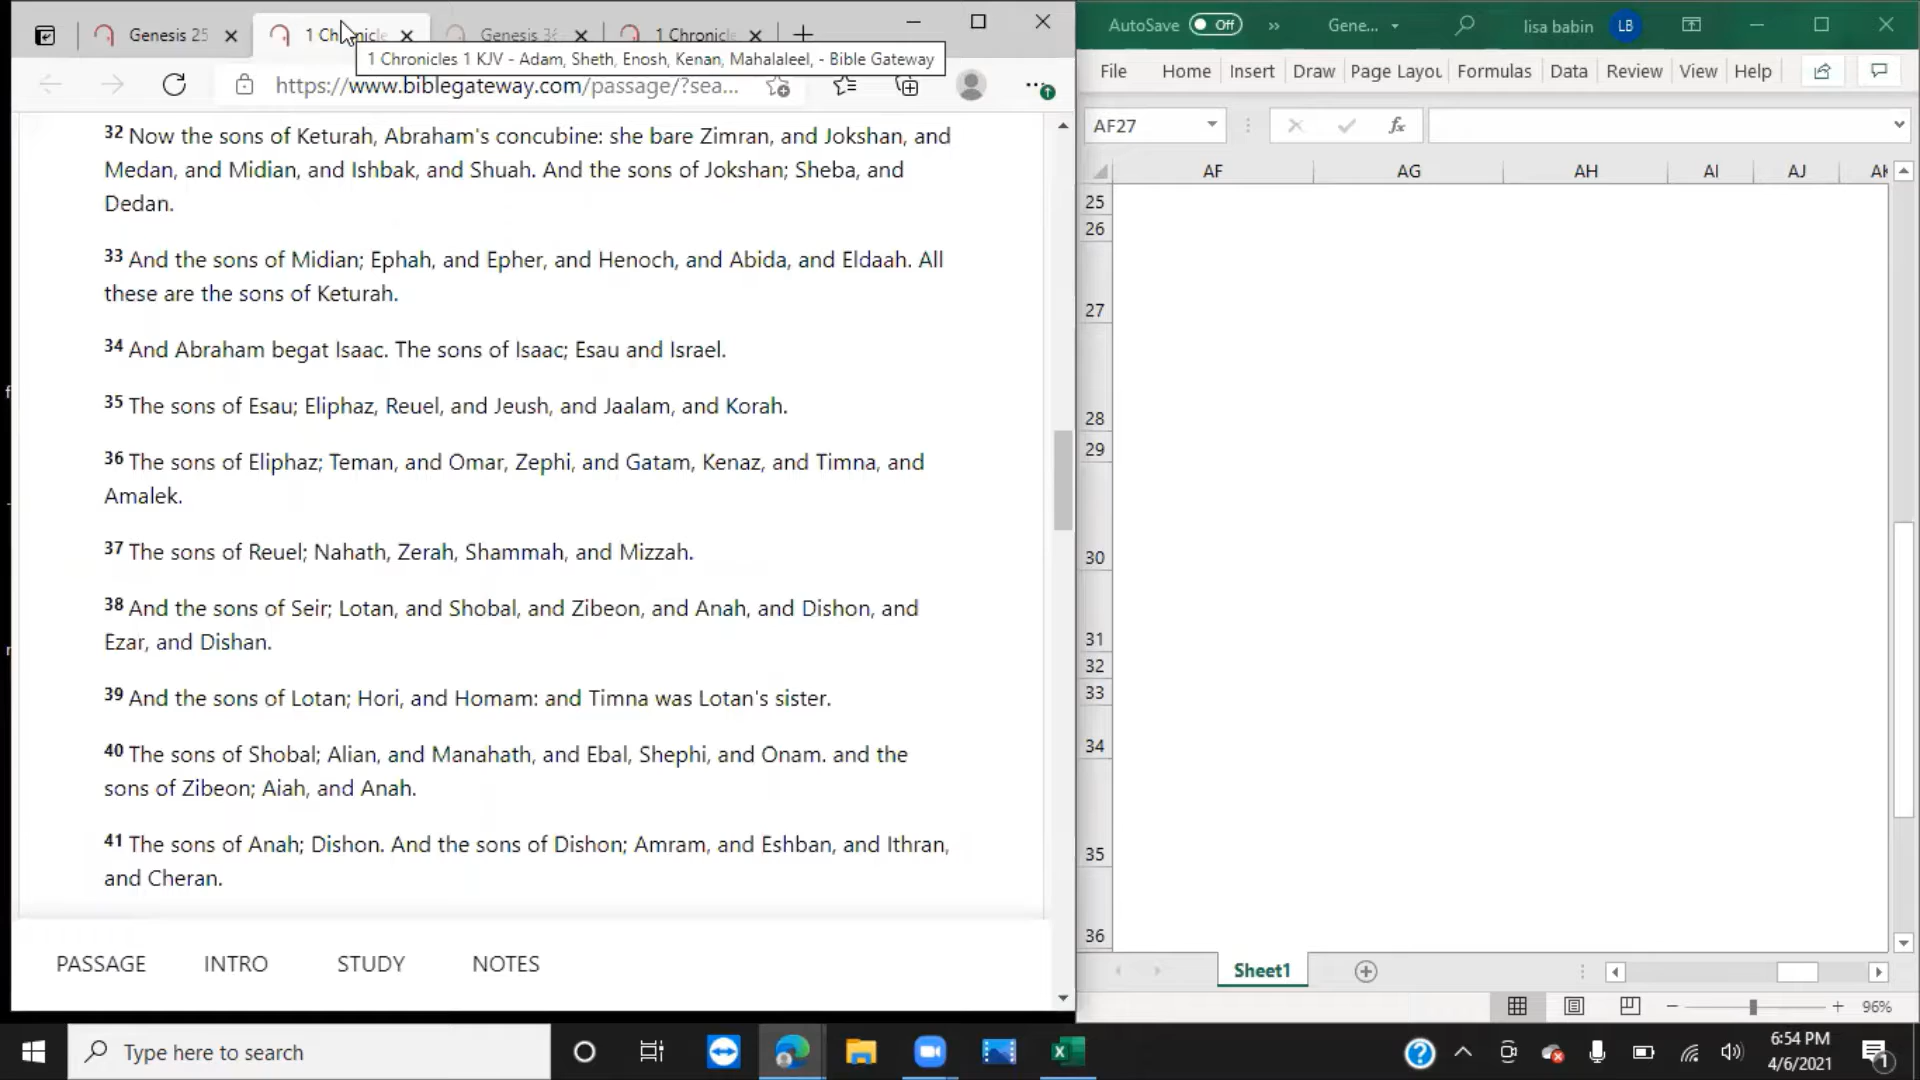 Genesis 25
1 Chronicle
Genesis 36
1 Chronicle
1 Chronicles 1 KJV - Adam, Sheth, Enosh, Kenan, Mahalaleel, - Bible Gateway
https://www.biblegateway.com/passage/?sea...
32 Now the sons of Keturah, Abraham's concubine: she bare Zimran, and Jokshan, and
Medan, and Midian, and Ishbak, and Shuah. And the sons of Jokshan; Sheba, and
Dedan.
33 And the sons of Midian; Ephah, and Epher, and Henoch, and Abida, and Eldaah. All
these are the sons of Keturah.
34 And Abraham begat Isaac. The sons of Isaac; Esau and Israel.
35 The sons of Esau; Eliphaz, Reuel, and Jeush, and Jaalam, and Korah.
36 The sons of Eliphaz; Teman, and Omar, Zephi, and Gatam, Kenaz, and Timna, and
Amalek.
37 The sons of Reuel; Nahath, Zerah, Shammah, and Mizzah.
38 And the sons of Seir; Lotan, and Shobal, and Zibeon, and Anah, and Dishon, and
Ezar, and Dishan.
39 And the sons of Lotan; Hori, and Homam: and Timna was Lotan's sister.
40 The sons of Shobal; Alian, and Manahath, and Ebal, Shephi, and Onam. and the
sons of Zibeon; Aiah, and Anah.
41 The sons of Anah; Dishon. And the sons of Dishon; Amram, and Eshban, and Ithran,
and Cheran.
PASSAGE INTRO STUDY NOTES
AutoSave Off » Gene... lisa babin LB
File Home Insert Draw Page Layou Formulas Data Review View Help
AF27 fx
AF AG AH AI AJ AK
25
26
27
28
29
30
31
32
33
34
35
36
Sheet1
96%
Type here to search
6:54 PM
4/6/2021
1